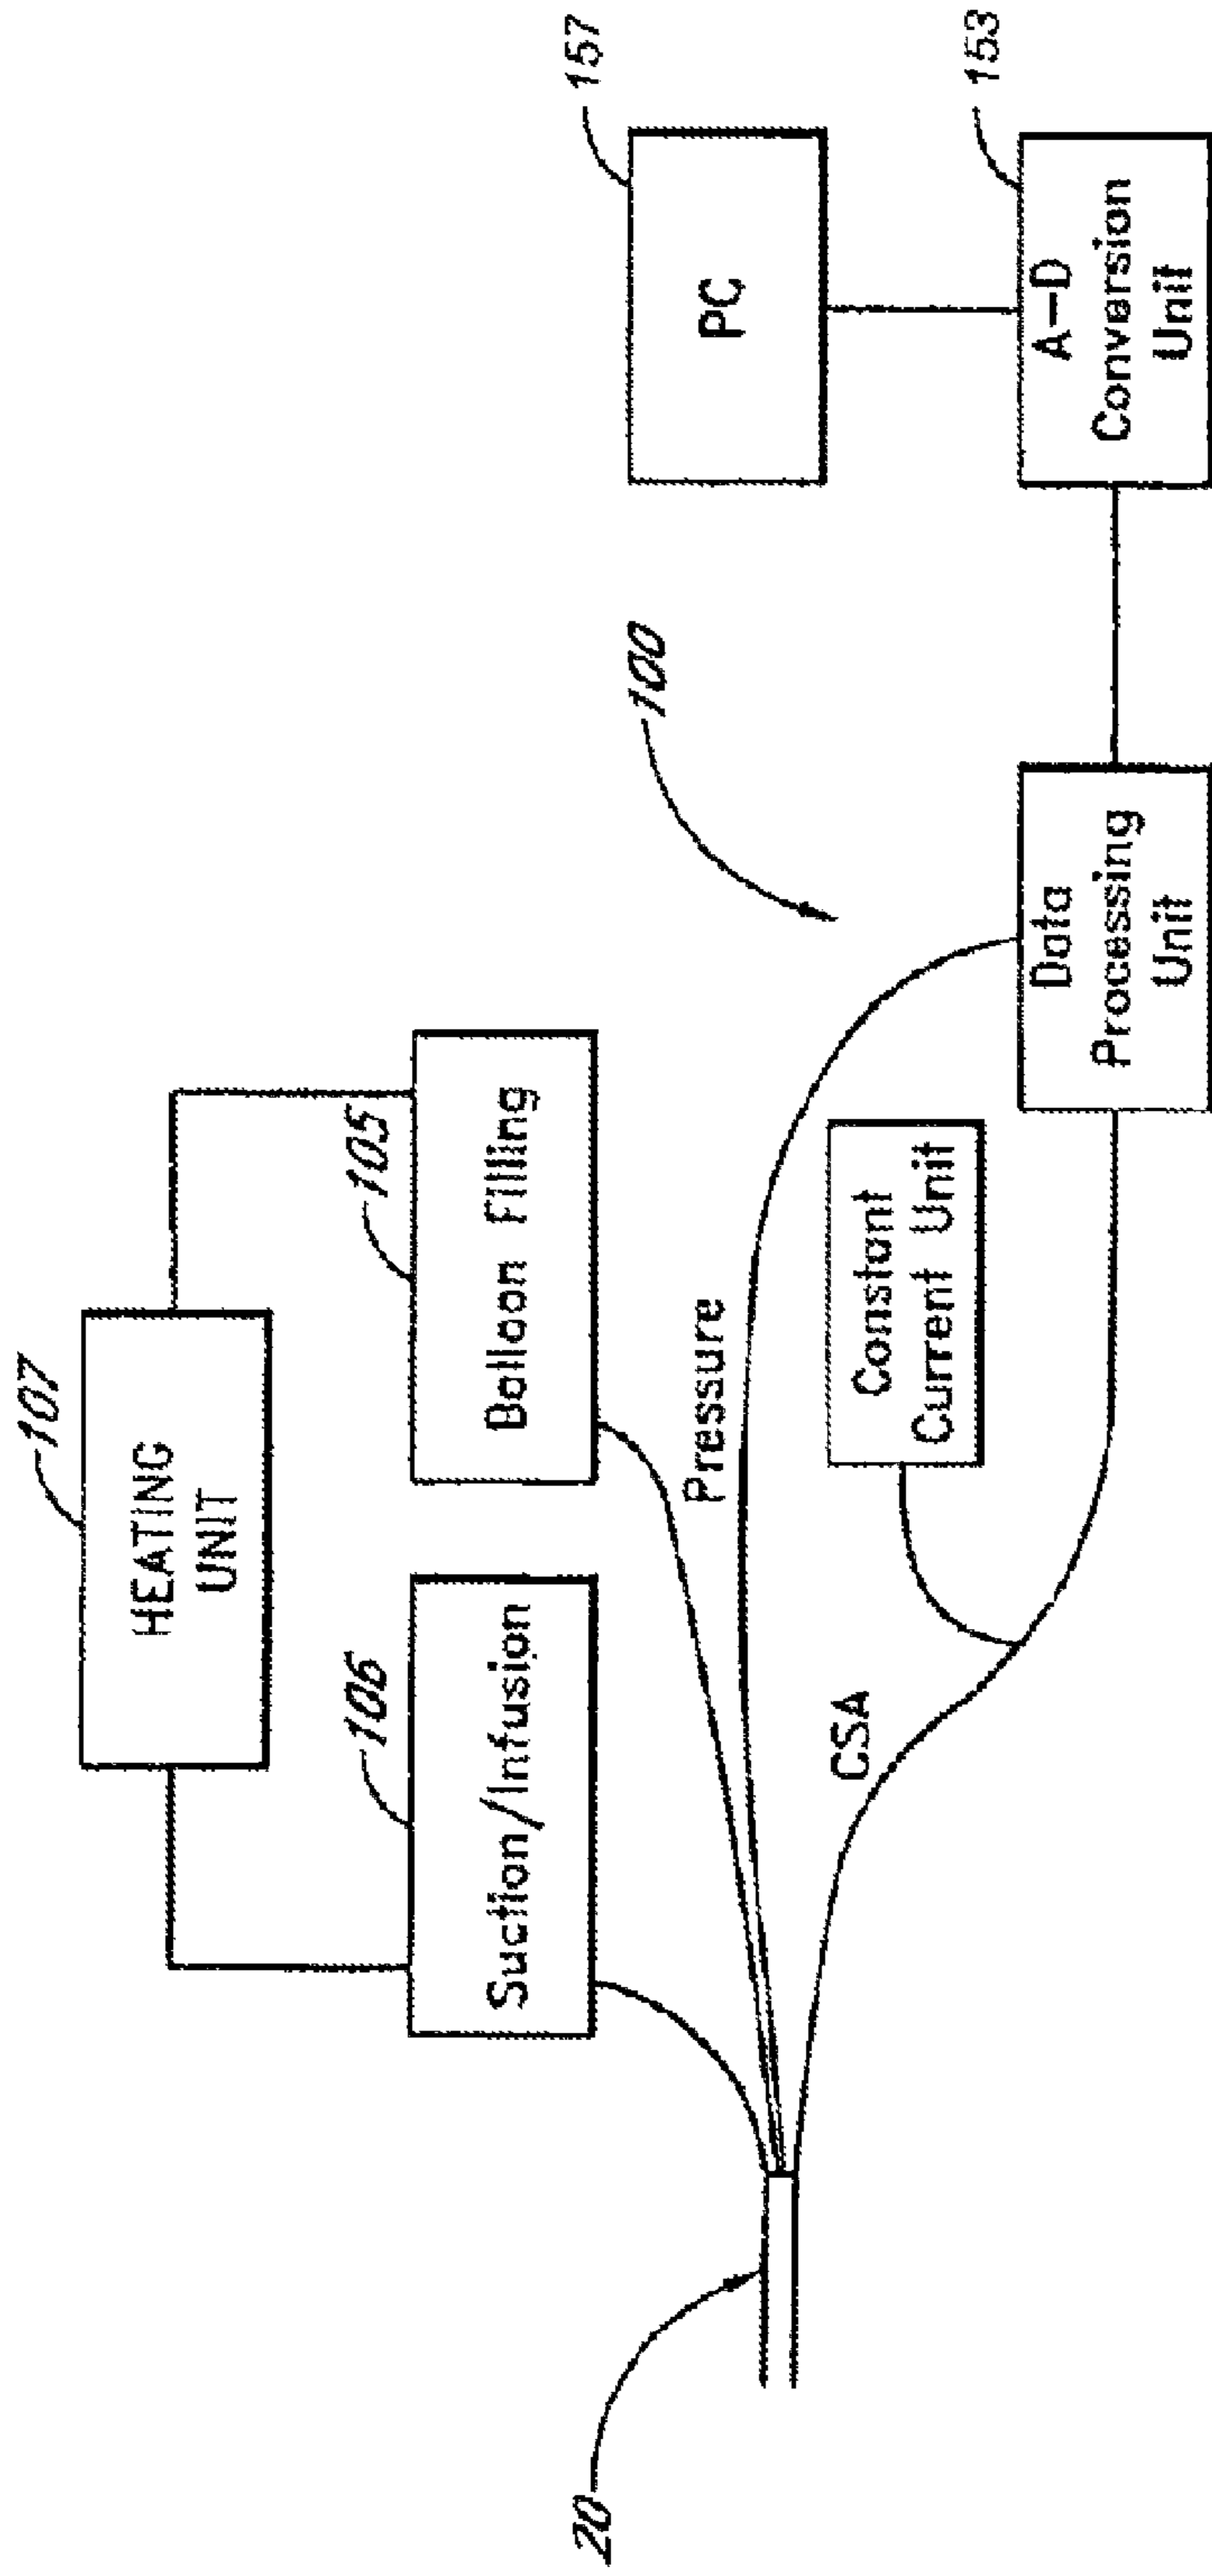 107
HEATING
UNIT
106
Suction/Infusion
105
Balloon Filling
157
PC
100
Pressure
Constant
Current Unit
CSA
20
Data
Processing
Unit
153
A-D
Conversion
Unit